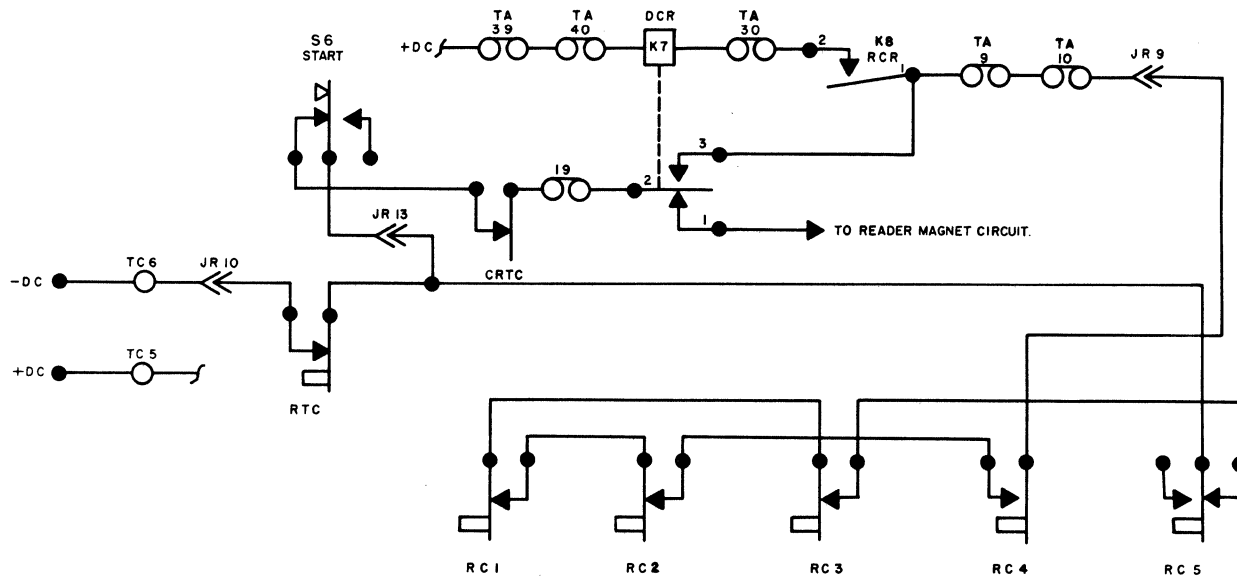 S6
START
+DC
TA
39
TA
40
DCR
K7
TA
30
2
K8
RCR
1
TA
9
TA
10
JR 9
3
19
2
1
TO READER MAGNET CIRCUIT.
JR 13
CRTC
-DC
TC 6
JR 10
+DC
TC 5
RTC
RC 1
RC 2
RC 3
RC 4
RC 5